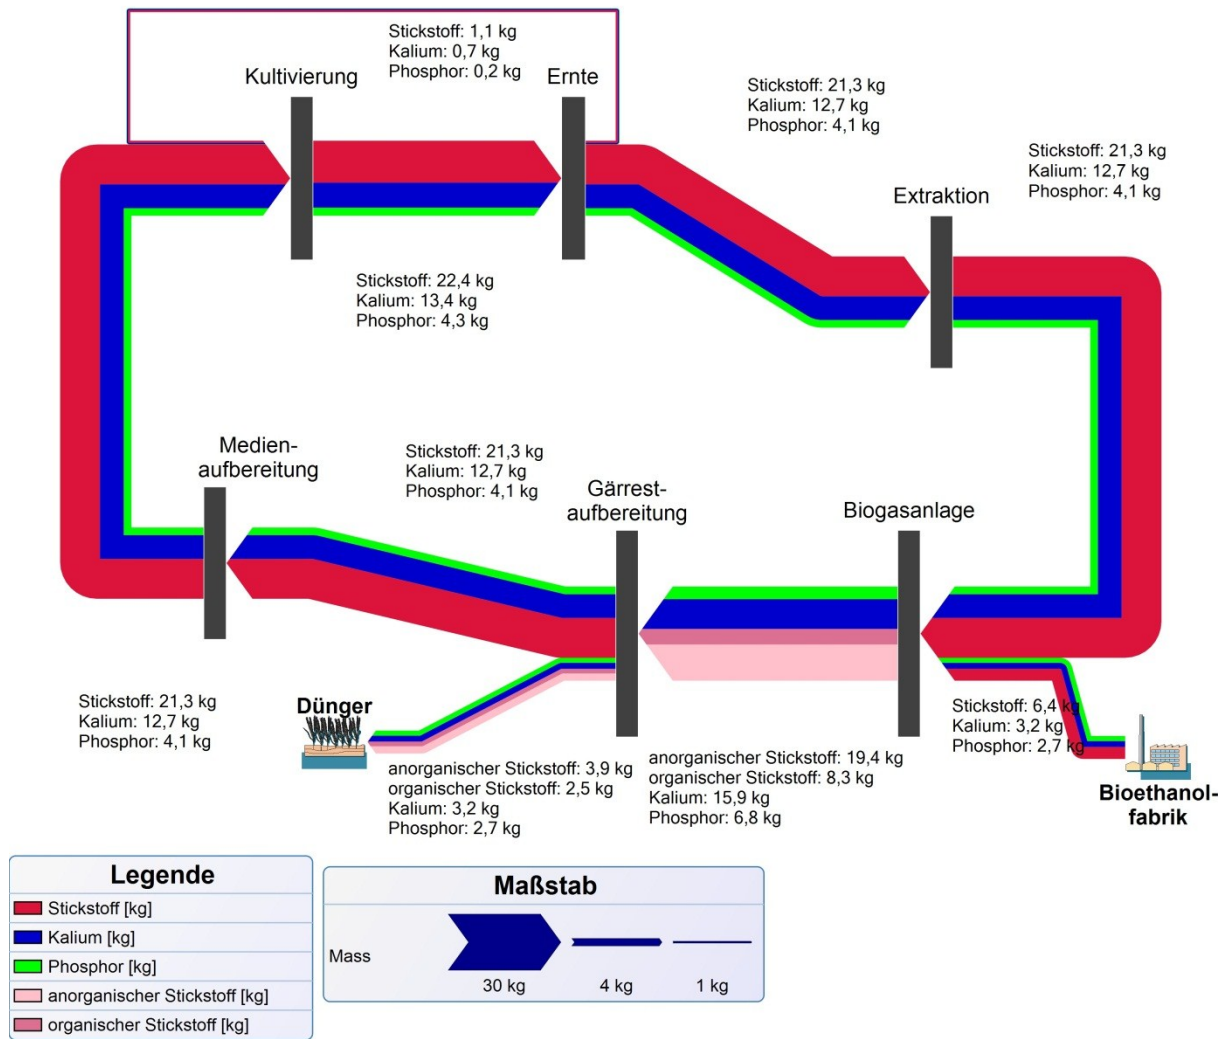 Stickstoff: 1,1 kg
Kalium: 0,7 kg
Phosphor: 0,2 kg
Kultivierung
Ernte
Stickstoff: 21,3 kg
Kalium: 12,7 kg
Phosphor: 4,1 kg
Stickstoff: 21,3 kg
Kalium: 12,7 kg
Phosphor: 4,1 kg
Extraktion
Stickstoff: 22,4 kg
Kalium: 13,4 kg
Phosphor: 4,3 kg
Medien-
aufbereitung
Stickstoff: 21,3 kg
Kalium: 12,7 kg
Phosphor: 4,1 kg
Gärrest-
aufbereitung
Biogasanlage
Stickstoff: 21,3 kg
Kalium: 12,7 kg
Phosphor: 4,1 kg
Dünger
anorganischer Stickstoff: 3,9 kg
organischer Stickstoff: 2,5 kg
Kalium: 3,2 kg
Phosphor: 2,7 kg
anorganischer Stickstoff: 19,4 kg
organischer Stickstoff: 8,3 kg
Kalium: 15,9 kg
Phosphor: 6,8 kg
Stickstoff: 6,4 kg
Kalium: 3,2 kg
Phosphor: 2,7 kg
Bioethanol-
fabrik
Legende
Stickstoff [kg]
Kalium [kg]
Phosphor [kg]
anorganischer Stickstoff [kg]
organischer Stickstoff [kg]
Maßstab
Mass
30 kg 4 kg 1 kg